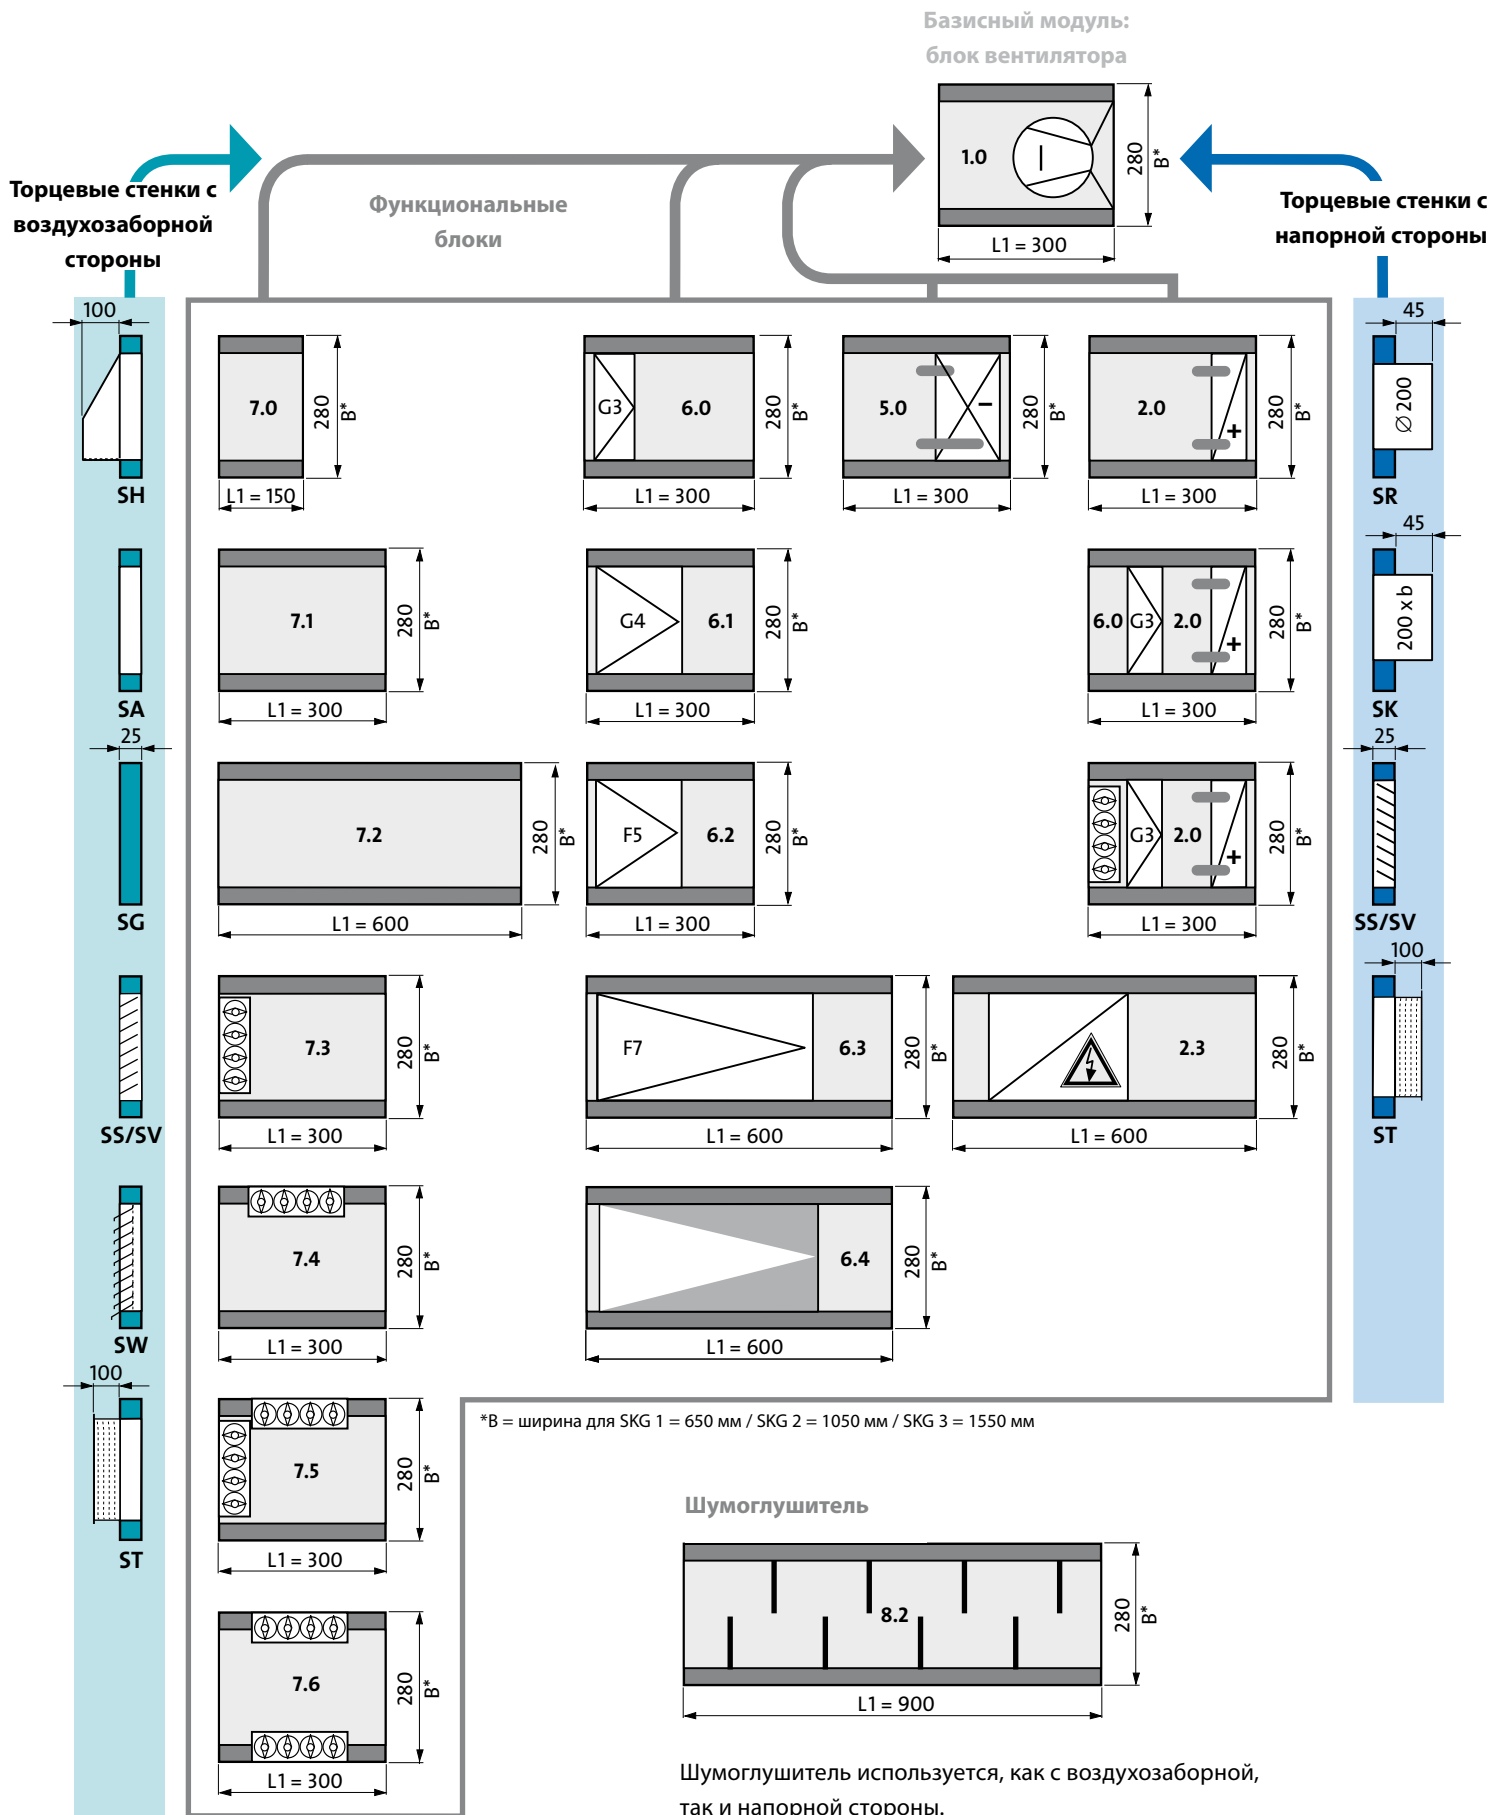 Базисный модуль:
блок вентилятора
1.0
280
B*
L1 = 300
Торцевые стенки с
воздухозаборной
стороны
Функциональные
блоки
Торцевые стенки с
напорной стороны
100
SH
7.0
280
B*
L1 = 150
G3
6.0
280
B*
L1 = 300
5.0
–
280
B*
L1 = 300
2.0
+
280
B*
L1 = 300
45
Ø 200
SR
SA
7.1
280
B*
L1 = 300
G4
6.1
280
B*
L1 = 300
6.0
G3
2.0
+
280
B*
L1 = 300
45
200 x b
SK
25
SG
7.2
280
B*
L1 = 600
F5
6.2
280
B*
L1 = 300
G3
2.0
+
280
B*
L1 = 300
25
SS/SV
SS/SV
7.3
280
B*
L1 = 300
F7
6.3
280
B*
L1 = 600
2.3
280
B*
L1 = 600
100
ST
SW
7.4
280
B*
L1 = 300
6.4
280
B*
L1 = 600
100
ST
7.5
280
B*
L1 = 300
*B = ширина для SKG 1 = 650 мм / SKG 2 = 1050 мм / SKG 3 = 1550 мм
7.6
280
B*
L1 = 300
Шумоглушитель
8.2
280
B*
L1 = 900
Шумоглушитель используется, как с воздухозаборной,
так и напорной стороны.